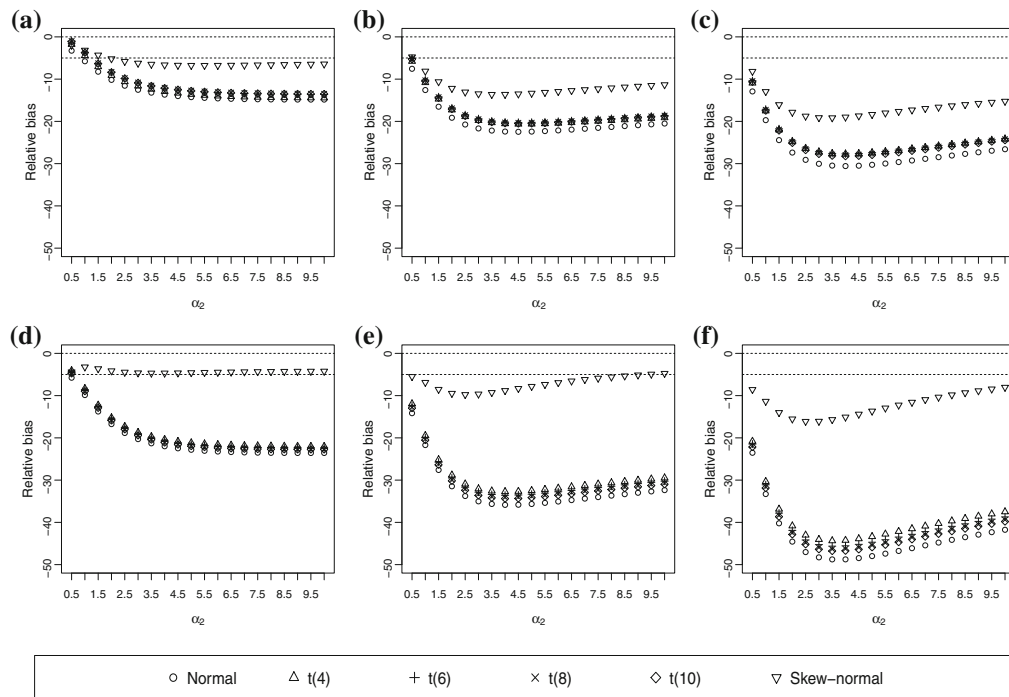 (a) (b) (c)
0 0 0
−10 −10 −10
Relative bias Relative bias Relative bias
−20 −20 −20
−30 −30 −30
−40 −40 −40
−50 −50 −50
0.5 1.5 2.5 3.5 4.5 5.5 6.5 7.5 8.5 9.5 0.5 1.5 2.5 3.5 4.5 5.5 6.5 7.5 8.5 9.5 0.5 1.5 2.5 3.5 4.5 5.5 6.5 7.5 8.5 9.5
α2 α2 α2
(d) (e) (f)
0 0 0
−10 −10 −10
Relative bias Relative bias Relative bias
−20 −20 −20
−30 −30 −30
−40 −40 −40
−50 −50 −50
0.5 1.5 2.5 3.5 4.5 5.5 6.5 7.5 8.5 9.5 0.5 1.5 2.5 3.5 4.5 5.5 6.5 7.5 8.5 9.5 0.5 1.5 2.5 3.5 4.5 5.5 6.5 7.5 8.5 9.5
α2 α2 α2
Normal t(4) t(6) t(8) t(10) Skew−normal